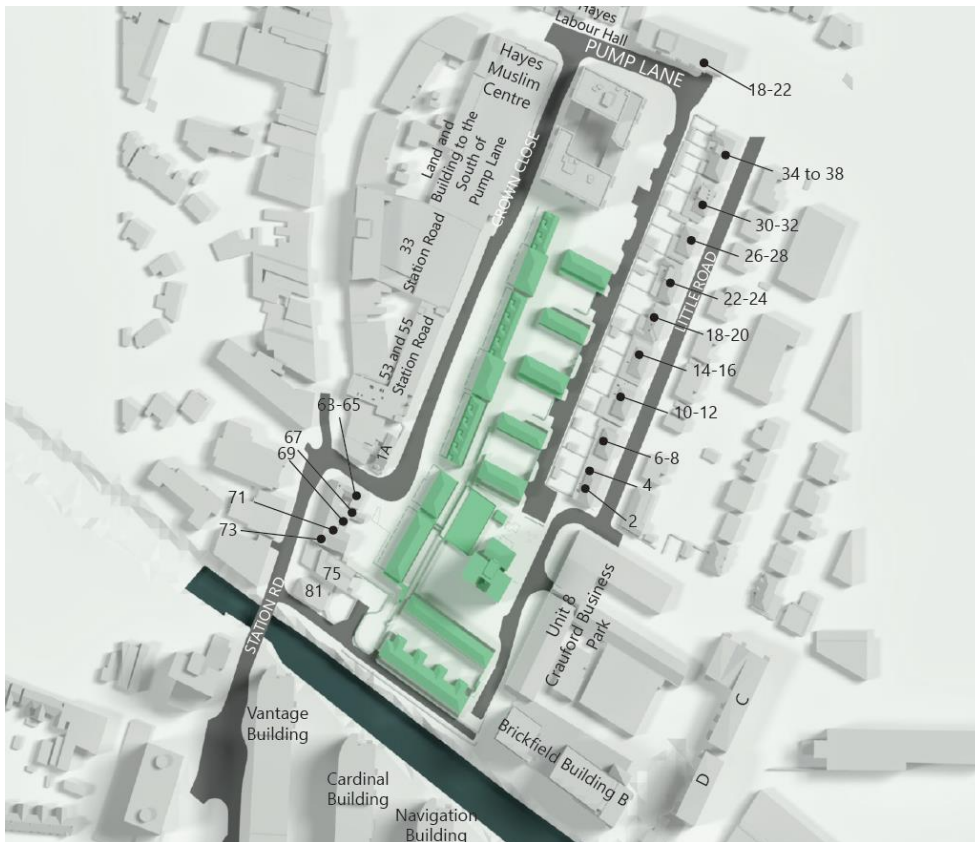 Hayes
Labour Hall
PUMP LANE
18-22
Hayes
Muslim
Centre
Land and
Building to the
South of
Pump Lane
CROWN CLOSE
34 to 38
30-32
26-28
33
Station Road
LITTLE ROAD
22-24
18-20
53 and 55
Station Road
14-16
10-12
63-65
1A
67
69
6-8
4
71
2
73
75
81
Unit 8
Crauford Business
Park
STATION RD
C
Vantage
Building
Brickfield Building B
D
Cardinal
Building
Navigation
Building